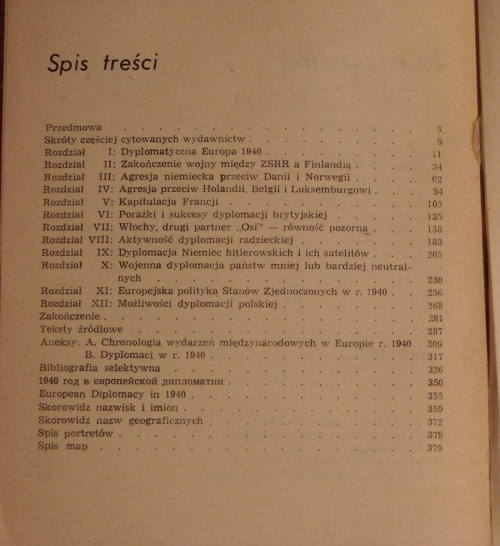 Spis treści
Przedmowa . . . . . . . . . . . . 5
Skróty częściej cytowanych wydawnictw . . . . . . 9
Rozdział I: Dyplomatyczna Europa 1940 . . . . . 11
Rozdział II: Zakończenie wojny między ZSRR a Finlandią . . 34
Rozdział III: Agresja niemiecka przeciw Danii i Norwegii . . 62
Rozdział IV: Agresja przeciw Holandii, Belgii i Luksemburgowi . 84
Rozdział V: Kapitulacja Francji . . . . . . . 105
Rozdział VI: Porażki i sukcesy dyplomacji brytyjskiej . . . 135
Rozdział VII: Włochy, drugi partner „Osi" — równość pozorna . 158
Rozdział VIII: Aktywność dyplomacji radzieckiej . . . . 183
Rozdział IX: Dyplomacja Niemiec hitlerowskich i ich satelitów . 205
Rozdział X: Wojenna dyplomacja państw mniej lub bardziej neutral-
nych . . . . . . . . . 230
Rozdział XI: Europejska polityka Stanów Zjednoczonych w r. 1940 . 256
Rozdział XII: Możliwości dyplomacji polskiej . . . . . 268
Zakończenie . . . . . . . . . . . . 281
Teksty źródłowe . . . . . . . . . . . 287
Aneksy: A. Chronologia wydarzeń międzynarodowych w Europie r. 1940 309
B. Dyplomaci w r. 1940 . . . . . . . . 317
Bibliografia selektywna . . . . . . . . . 326
1940 год в европейской дипломатии . . . . . . . 350
European Diplomacy in 1940 . . . . . . . . 355
Skorowidz nazwisk i imion . . . . . . . . 359
Skorowidz nazw geograficznych . . . . . . . 372
Spis portretów . . . . . . . . . . . 379
Spis map . . . . . . . . . . . . 379